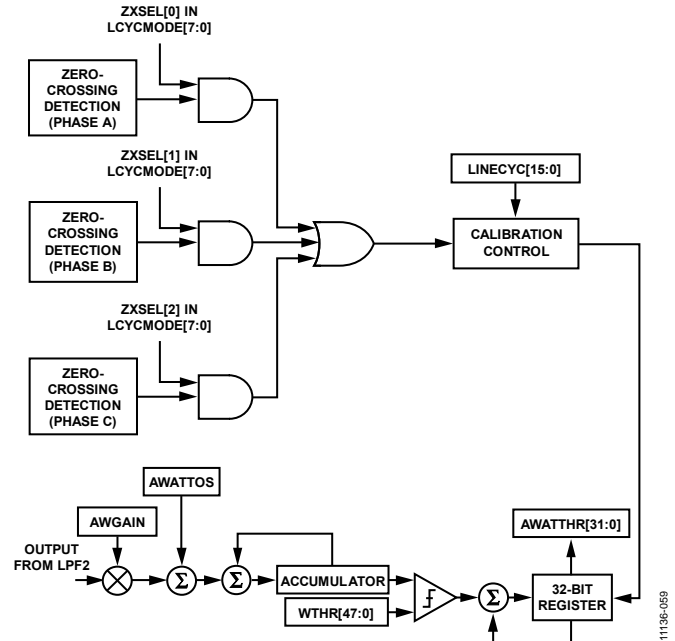 ZXSEL[0] IN
LCYCMODE[7:0]
ZERO-
CROSSING
DETECTION
(PHASE A)
ZXSEL[1] IN
LCYCMODE[7:0]
ZERO-
CROSSING
DETECTION
(PHASE B)
LINECYC[15:0]
CALIBRATION
CONTROL
ZXSEL[2] IN
LCYCMODE[7:0]
ZERO-
CROSSING
DETECTION
(PHASE C)
AWATTOS
AWGAIN
AWATTHR[31:0]
OUTPUT
FROM LPF2
Σ
Σ
ACCUMULATOR
WTHR[47:0]
Σ
32-BIT
REGISTER
11136-059